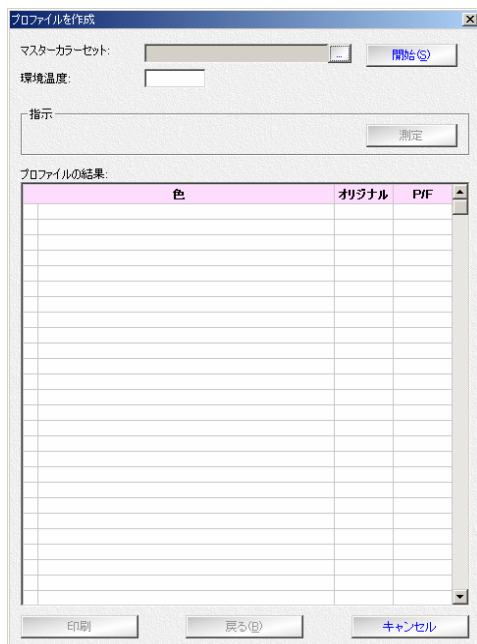 プロファイルを作成
マスターカラーセット: ... 開始(S)
環境温度:
指示
測定
プロファイルの結果:
色 オリジナル P/F
印刷 戻る(B) キャンセル